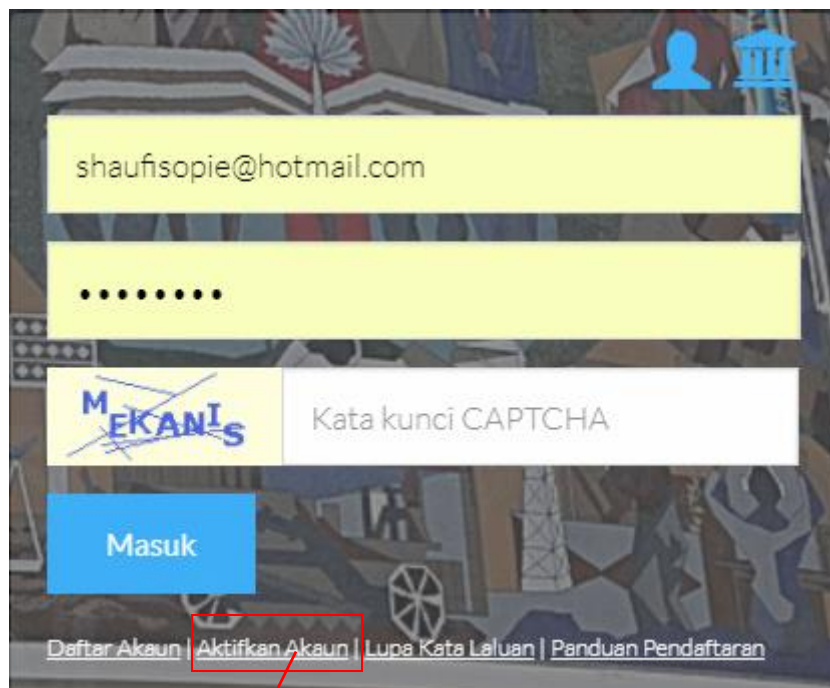 shaufisopie@hotmail.com
••••••••
MEKANIS Kata kunci CAPTCHA
Masuk
Daftar Akaun | Aktifkan Akaun | Lupa Kata Laluan | Panduan Pendaftaran